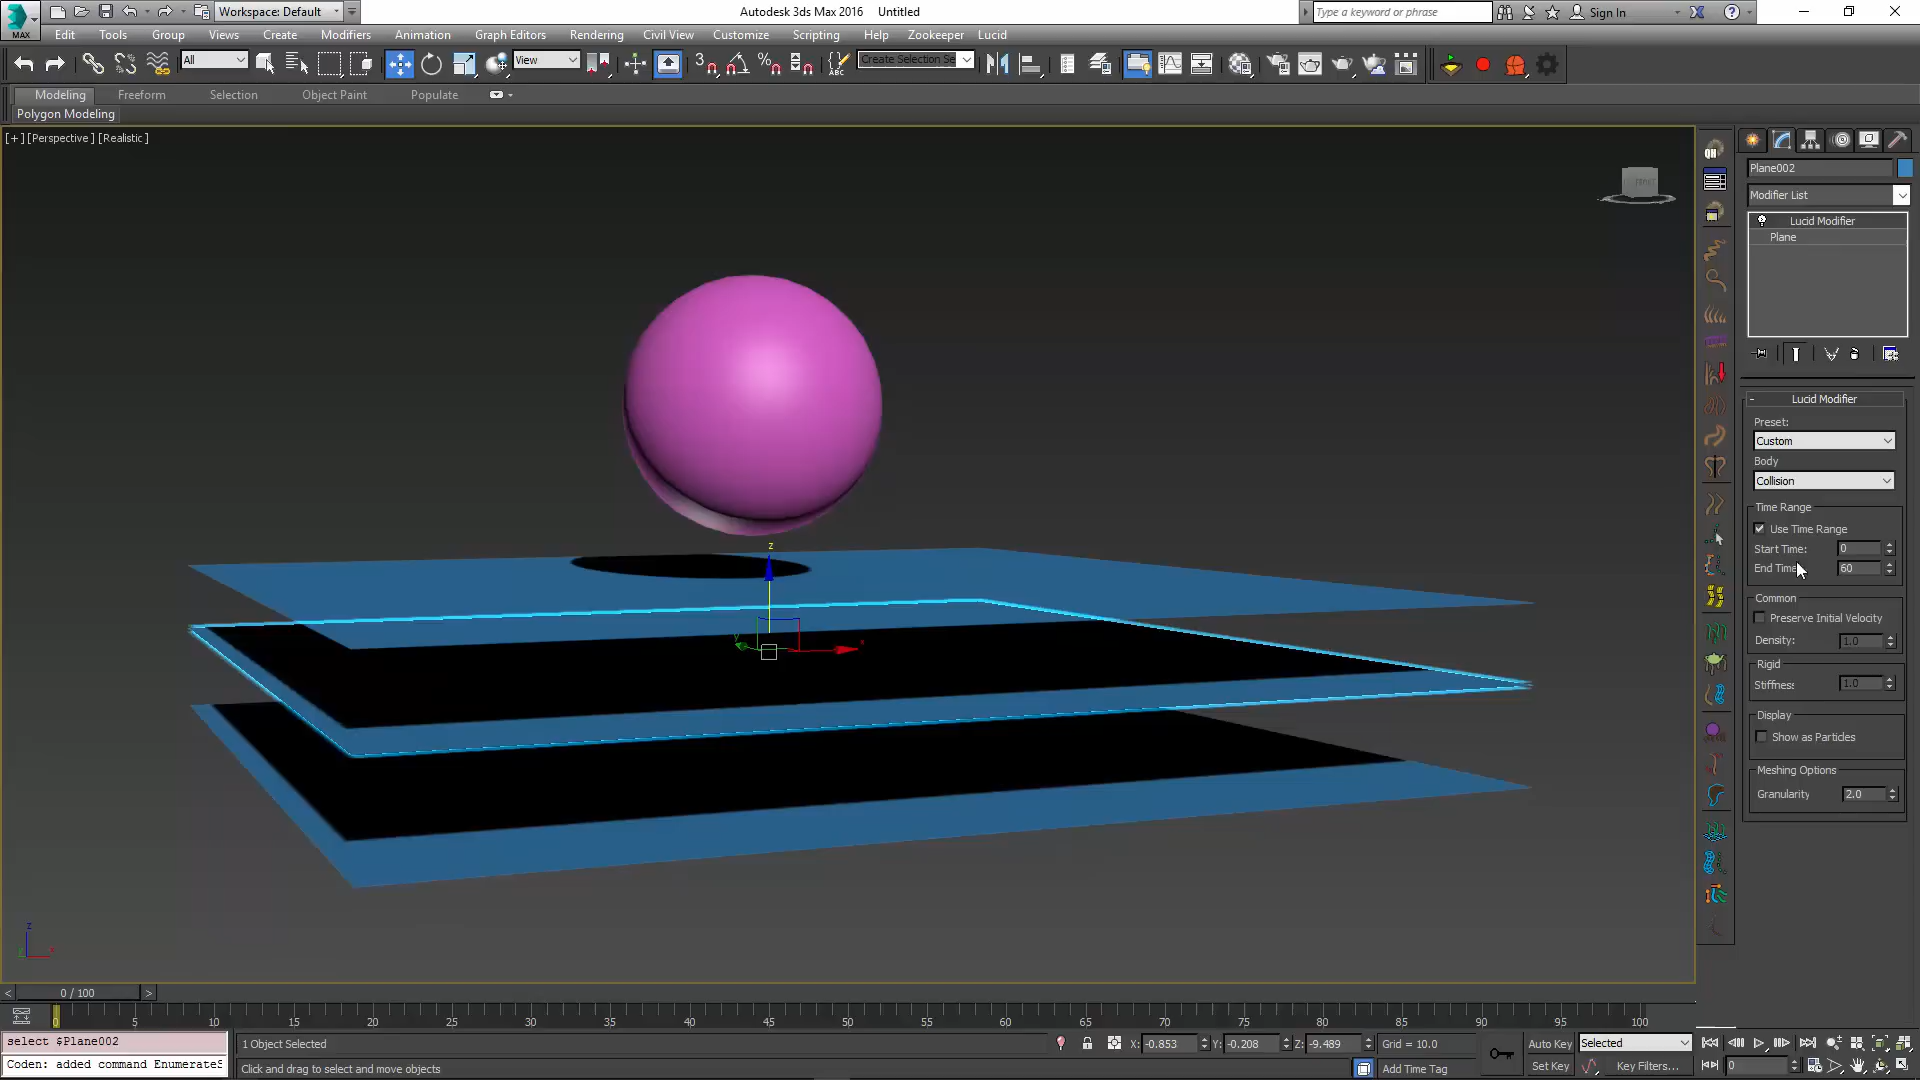 Workspace: Default
Autodesk 3ds Max 2016 Untitled
Type a keyword or phrase
Sign In
MAX
Edit Tools Group Views Create Modifiers Animation Graph Editors Rendering Civil View Customize Scripting Help Zookeeper Lucid
All
View
3
ABC
Create Selection Se
Modeling Freeform Selection Object Paint Populate
Polygon Modeling
[+] [Perspective] [Realistic]
Plane002
Modifier List
Lucid Modifier
Plane
- Lucid Modifier
Preset:
Custom
Body
Collision
Time Range
Use Time Range
Start Time: 0
End Time 60
Common
Preserve Initial Velocity
Density: 1.0
Rigid
Stiffness 1.0
Display
Show as Particles
Meshing Options
Granularity 2.0
z
x
y
z
< 0 / 100 >
0 5 10 15 20 25 30 35 40 45 50 55 60 65 70 75 80 85 90 95 100
select $Plane002
Coden: added command EnumerateS
1 Object Selected
Click and drag to select and move objects
X: -0.853 Y: -0.208 Z: -9.489 Grid = 10.0
Add Time Tag
Auto Key Selected
Set Key Key Filters...
0